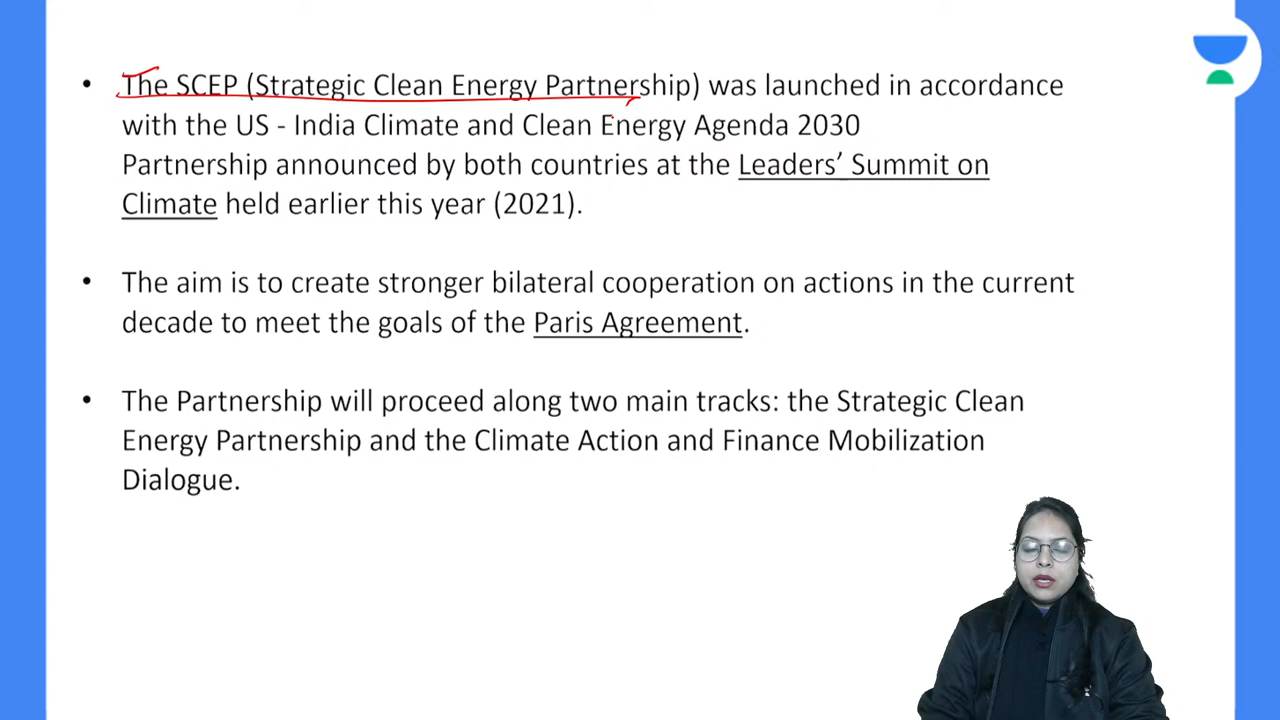 • The SCEP (Strategic Clean Energy Partnership) was launched in accordance
with the US - India Climate and Clean Energy Agenda 2030
Partnership announced by both countries at the Leaders’ Summit on
Climate held earlier this year (2021).
• The aim is to create stronger bilateral cooperation on actions in the current
decade to meet the goals of the Paris Agreement.
• The Partnership will proceed along two main tracks: the Strategic Clean
Energy Partnership and the Climate Action and Finance Mobilization
Dialogue.